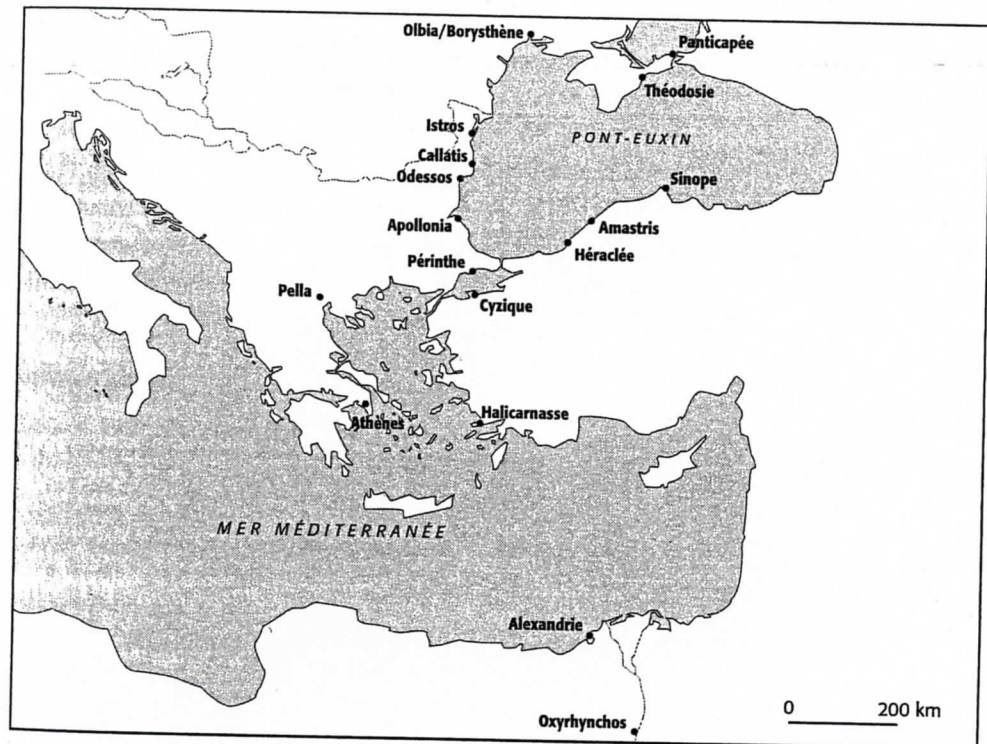 Olbia/Borysthène
Panticapée
Théodosie
Istros
PONT-EUXIN
Callatis
Odessos
Sinope
Apollonia
Amastris
Héraclée
Périnthe
Pella
Cyzique
Halicarnasse
Athènes
MER MÉDITERRANÉE
Alexandrie
0 200 km
Oxyrhynchos